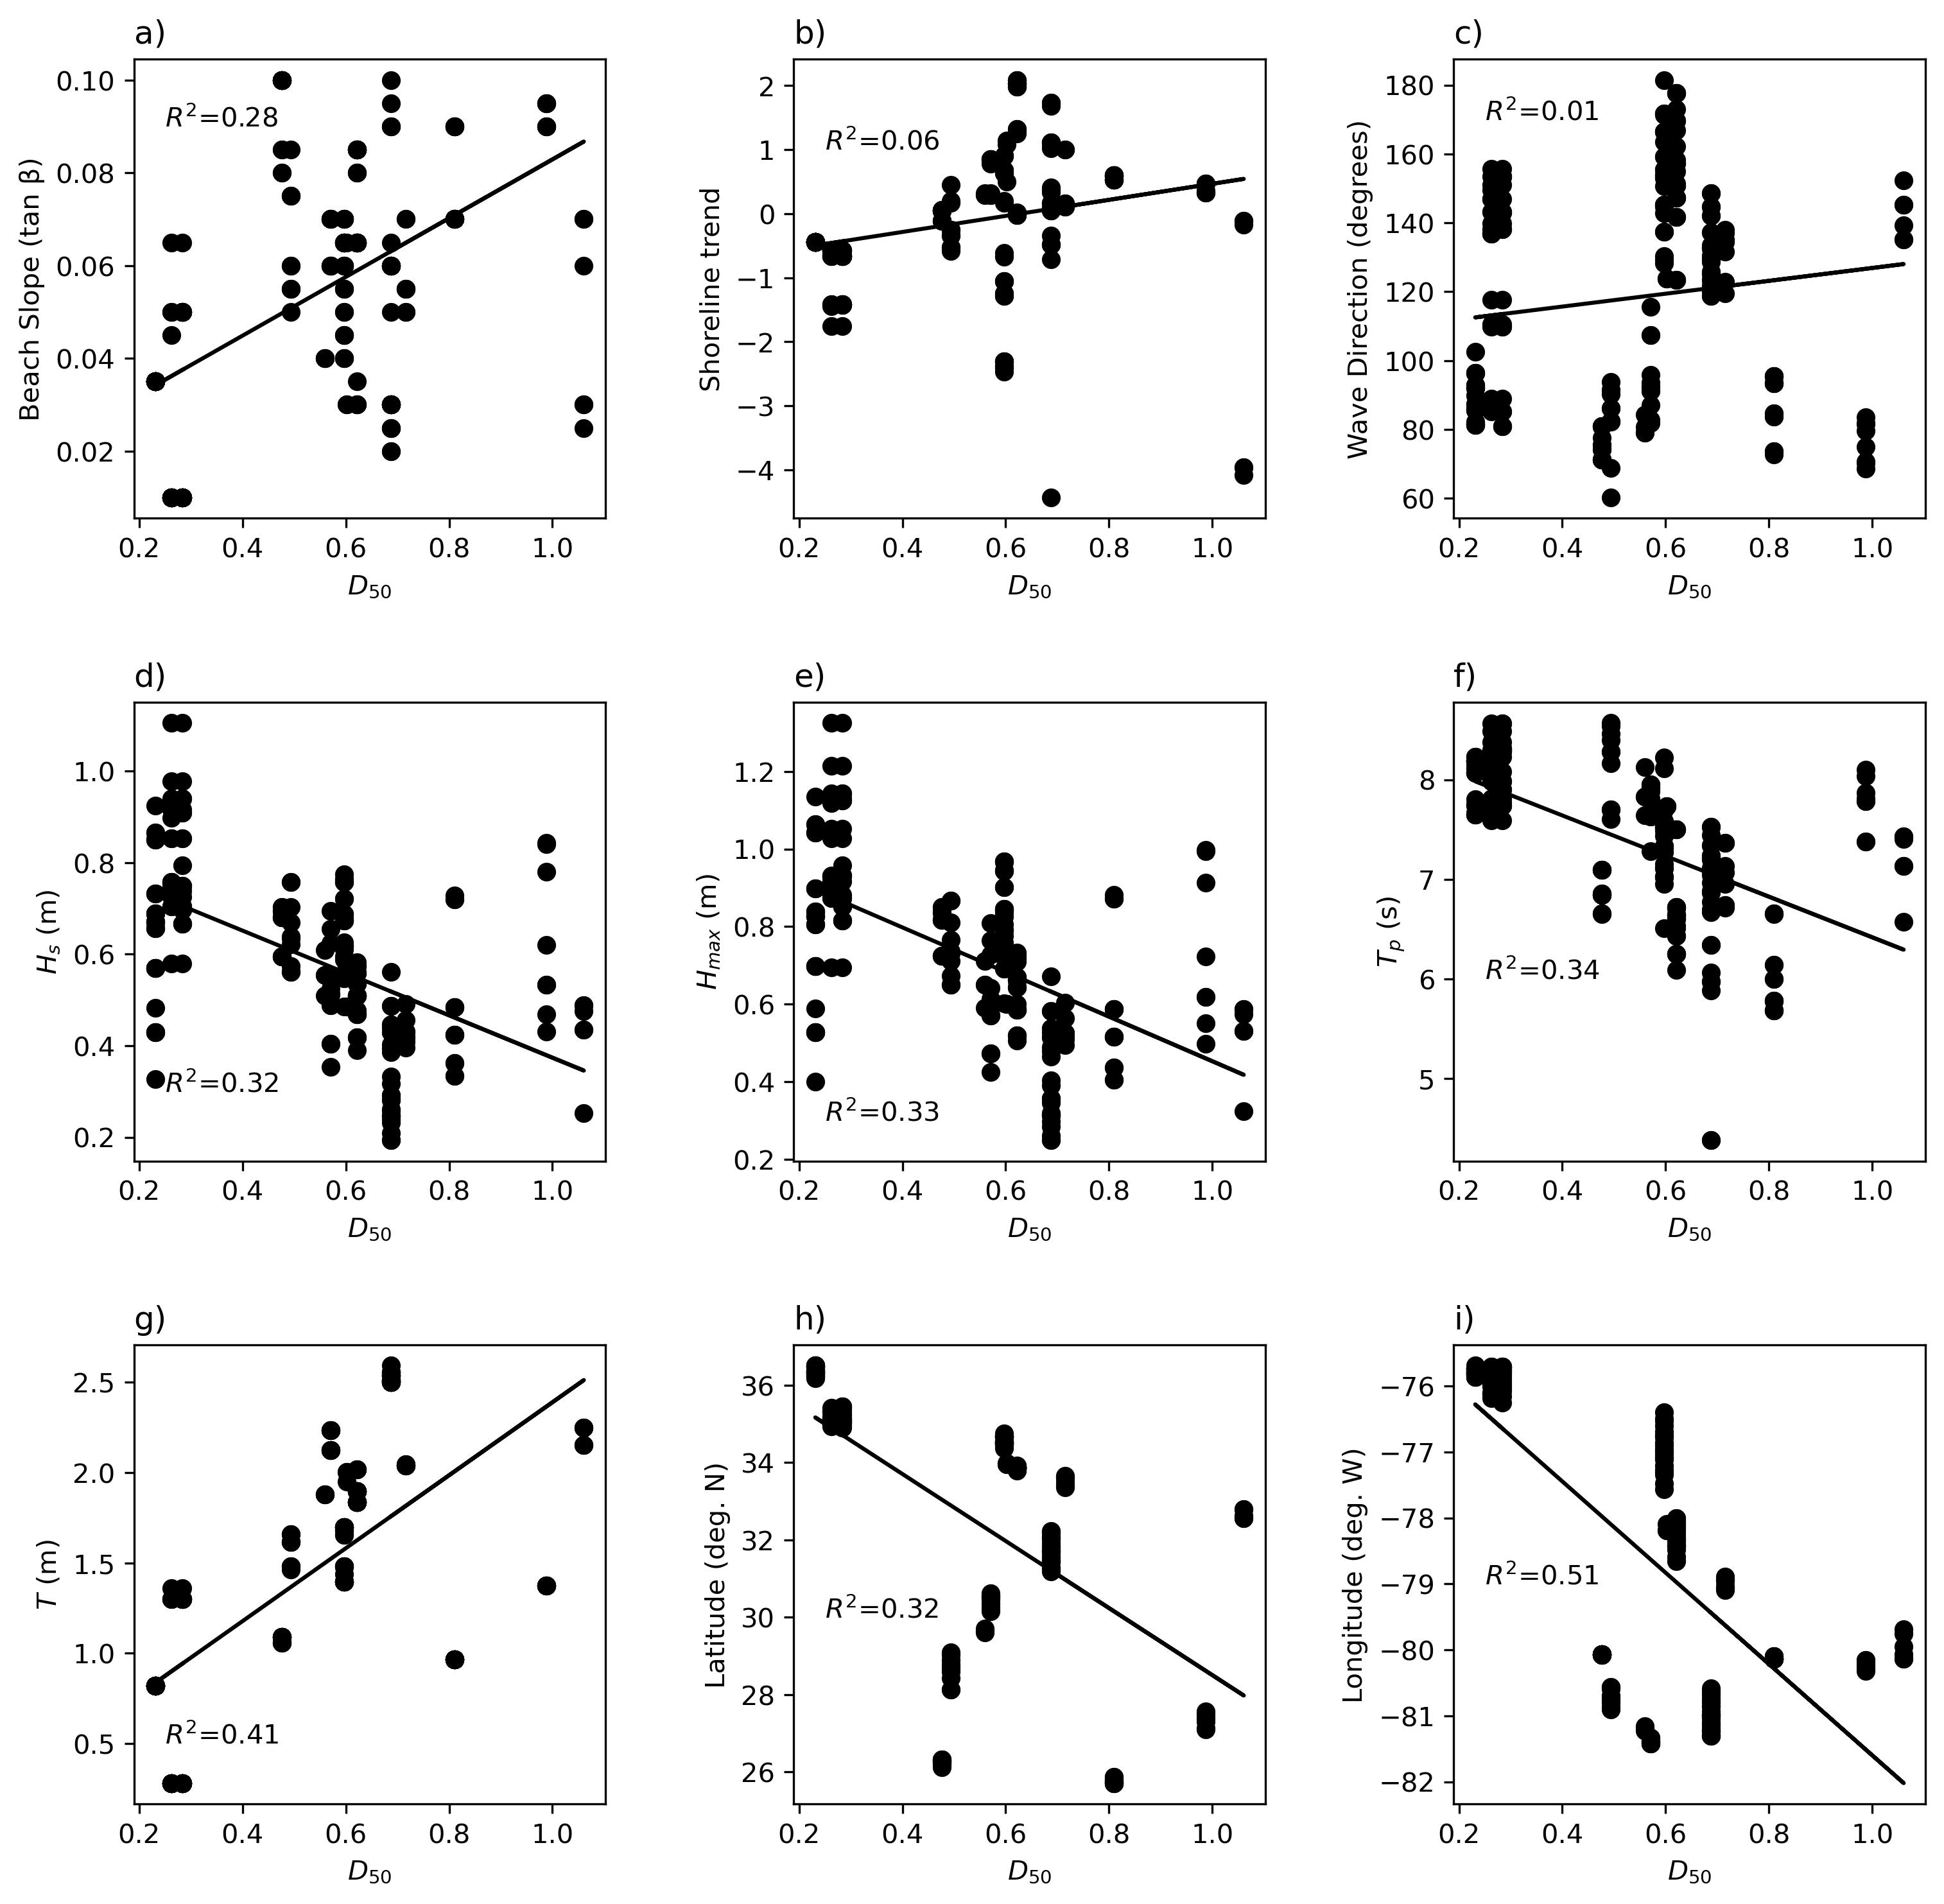 a)
b)
c)
0.10
0.08
0.06
0.04
0.02
Beach Slope (tan β)
R²=0.28
0.2 0.4 0.6 0.8 1.0
D₅₀
2
1
0
−1
−2
−3
−4
Shoreline trend
R²=0.06
0.2 0.4 0.6 0.8 1.0
D₅₀
180
160
140
120
100
80
60
Wave Direction (degrees)
R²=0.01
0.2 0.4 0.6 0.8 1.0
D₅₀
d)
e)
f)
1.0
0.8
0.6
0.4
0.2
Hₛ (m)
R²=0.32
0.2 0.4 0.6 0.8 1.0
D₅₀
1.2
1.0
0.8
0.6
0.4
0.2
Hₘₐₓ (m)
R²=0.33
0.2 0.4 0.6 0.8 1.0
D₅₀
8
7
6
5
Tₚ (s)
R²=0.34
0.2 0.4 0.6 0.8 1.0
D₅₀
g)
h)
i)
2.5
2.0
1.5
1.0
0.5
T (m)
R²=0.41
0.2 0.4 0.6 0.8 1.0
D₅₀
36
34
32
30
28
26
Latitude (deg. N)
R²=0.32
0.2 0.4 0.6 0.8 1.0
D₅₀
−76
−77
−78
−79
−80
−81
−82
Longitude (deg. W)
R²=0.51
0.2 0.4 0.6 0.8 1.0
D₅₀